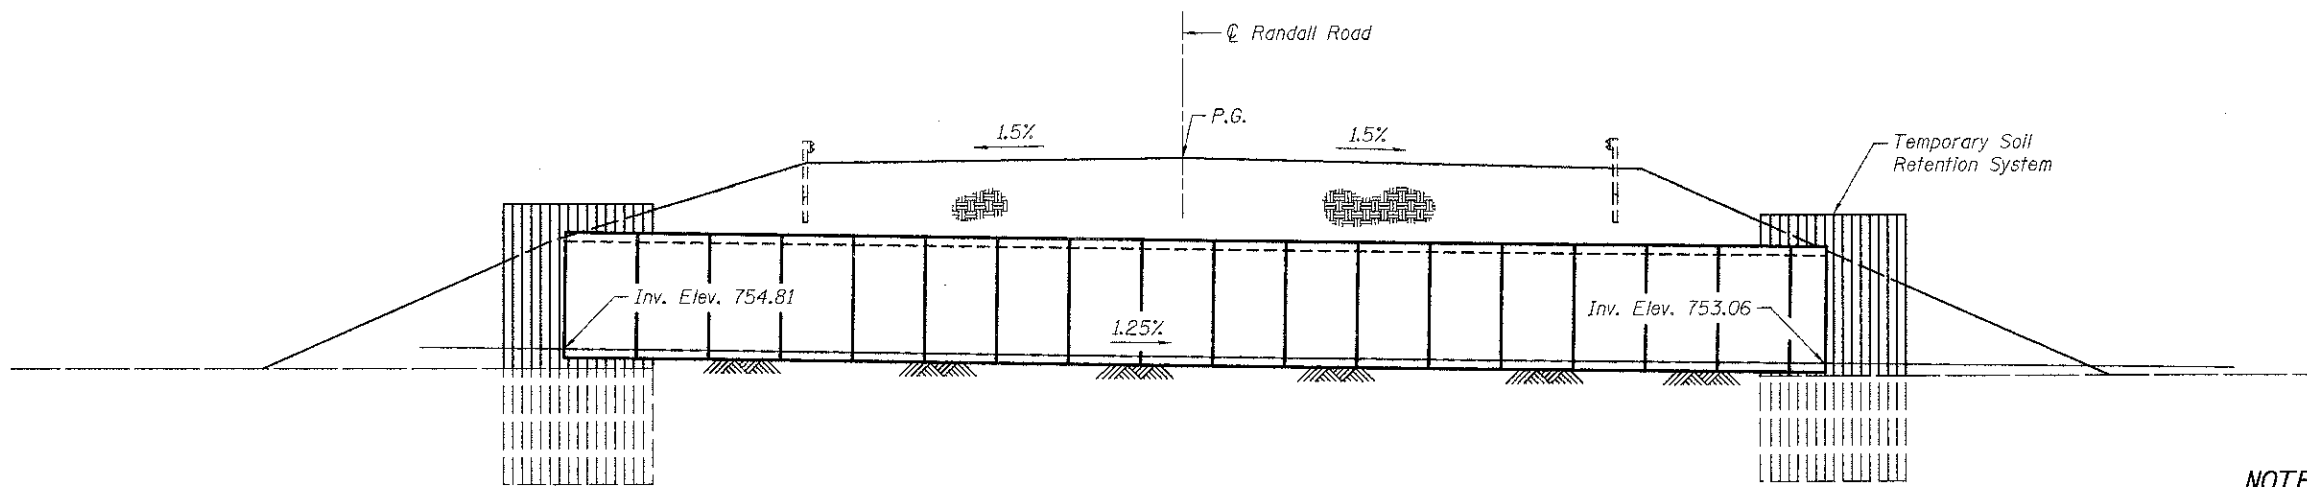 ℄ Randall Road
P.G.
1.5%
1.5%
Temporary Soil
Retention System
Inv. Elev. 754.81
Inv. Elev. 753.06
1.25%
NOTE